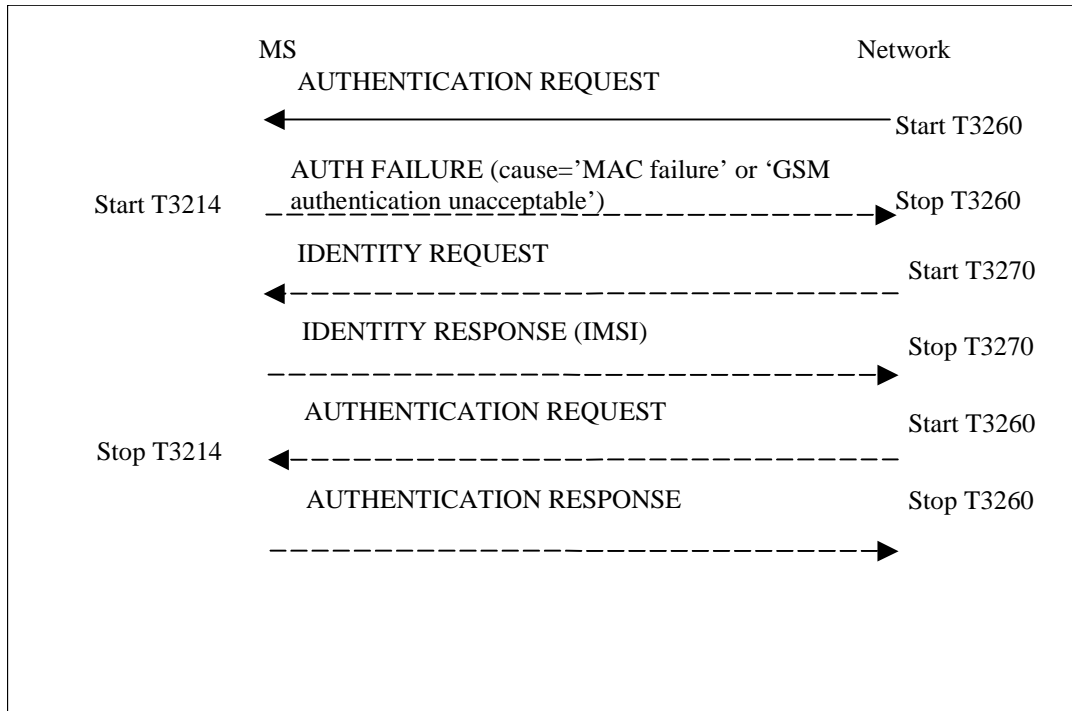 MS
Network
AUTHENTICATION REQUEST
Start T3260
AUTH FAILURE (cause=’MAC failure’ or ‘GSM
authentication unacceptable’)
Start T3214
Stop T3260
IDENTITY REQUEST
Start T3270
IDENTITY RESPONSE (IMSI)
Stop T3270
AUTHENTICATION REQUEST
Start T3260
Stop T3214
AUTHENTICATION RESPONSE
Stop T3260